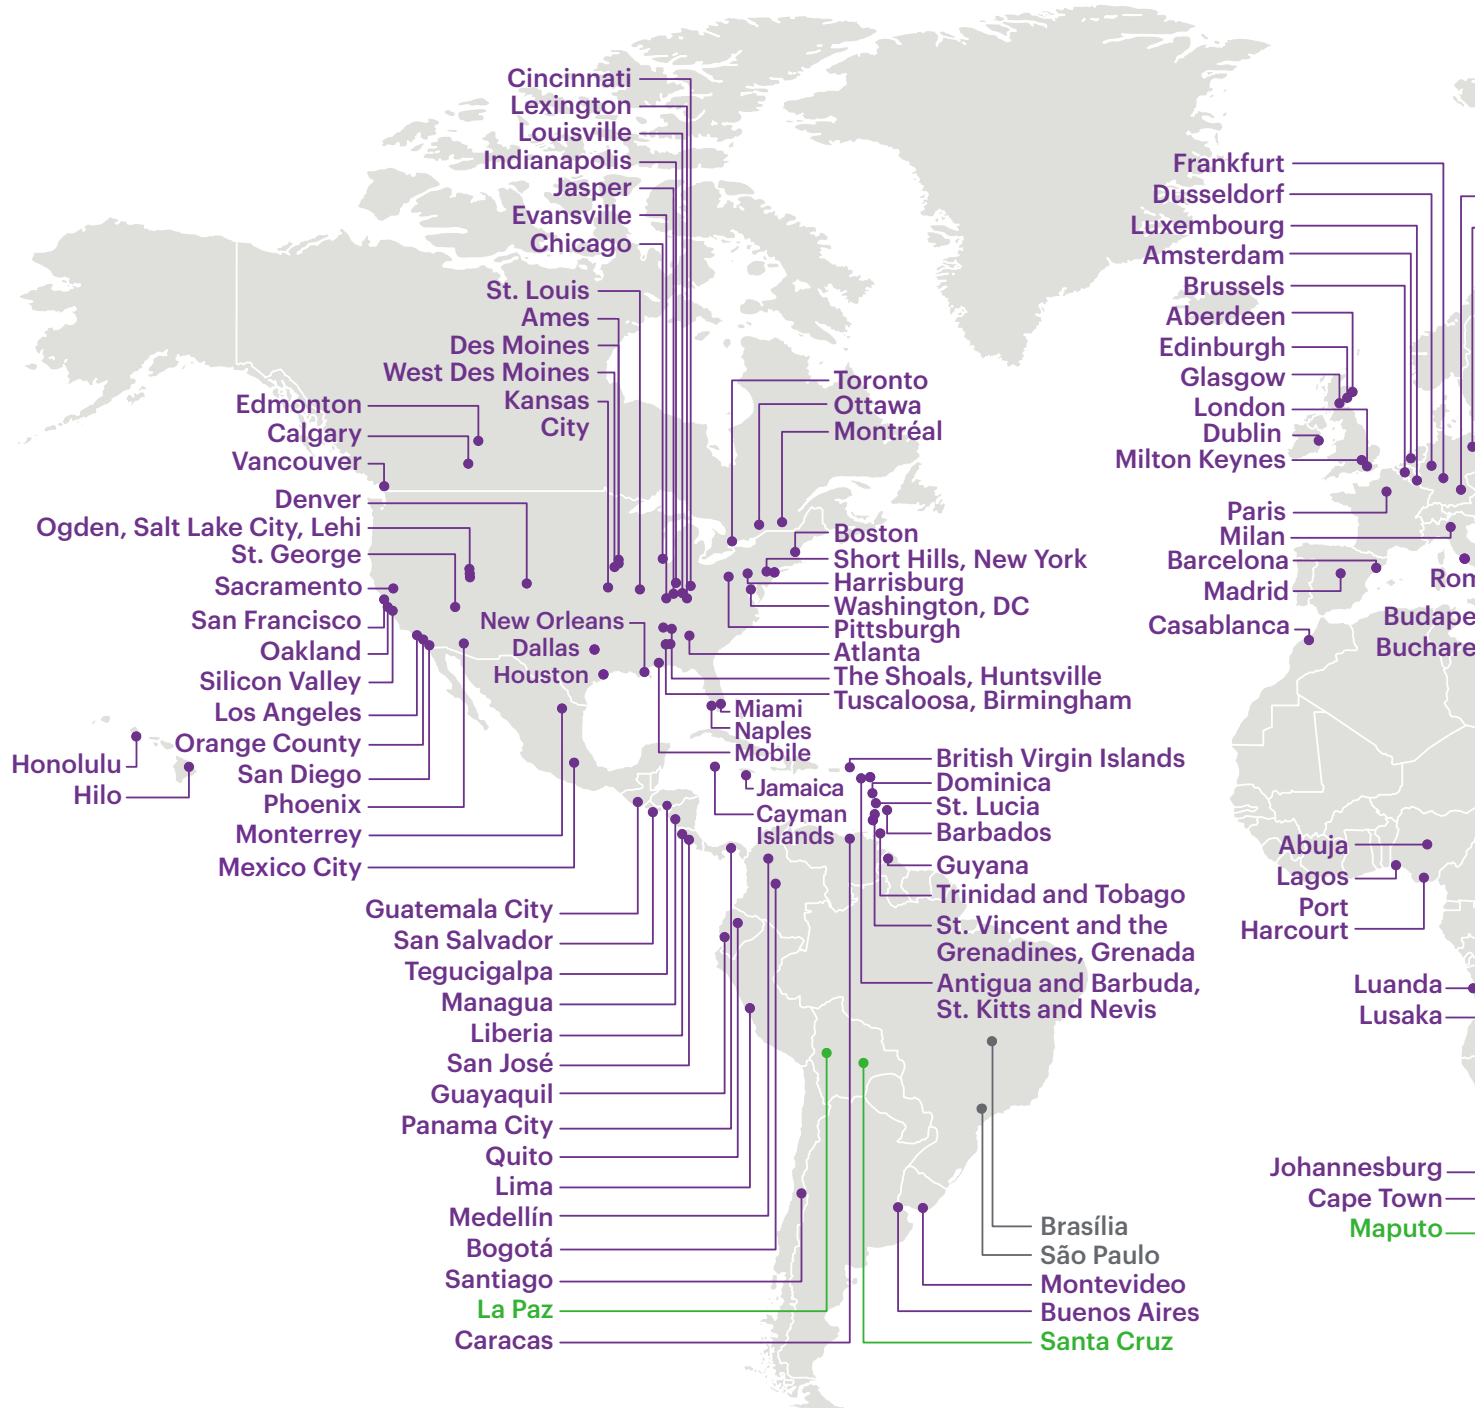 Cincinnati
Lexington
Louisville
Indianapolis
Jasper
Evansville
Chicago
St. Louis
Ames
Des Moines
West Des Moines
Kansas
City
Edmonton
Calgary
Vancouver
Denver
Ogden, Salt Lake City, Lehi
St. George
Sacramento
San Francisco
Oakland
Silicon Valley
Los Angeles
Orange County
San Diego
Phoenix
Monterrey
Mexico City
Honolulu
Hilo
New Orleans
Dallas
Houston
Toronto
Ottawa
Montréal
Boston
Short Hills, New York
Harrisburg
Washington, DC
Pittsburgh
Atlanta
The Shoals, Huntsville
Tuscaloosa, Birmingham
Miami
Naples
Mobile
Jamaica
Cayman
Islands
British Virgin Islands
Dominica
St. Lucia
Barbados
Guyana
Trinidad and Tobago
St. Vincent and the
Grenadines, Grenada
Antigua and Barbuda,
St. Kitts and Nevis
Guatemala City
San Salvador
Tegucigalpa
Managua
Liberia
San José
Guayaquil
Panama City
Quito
Lima
Medellín
Bogotá
Santiago
La Paz
Caracas
Brasília
São Paulo
Montevideo
Buenos Aires
Santa Cruz
Frankfurt
Dusseldorf
Luxembourg
Amsterdam
Brussels
Aberdeen
Edinburgh
Glasgow
London
Dublin
Milton Keynes
Paris
Milan
Barcelona
Rom
Madrid
Budape
Casablanca
Buchare
Abuja
Lagos
Port
Harcourt
Luanda
Lusaka
Johannesburg
Cape Town
Maputo